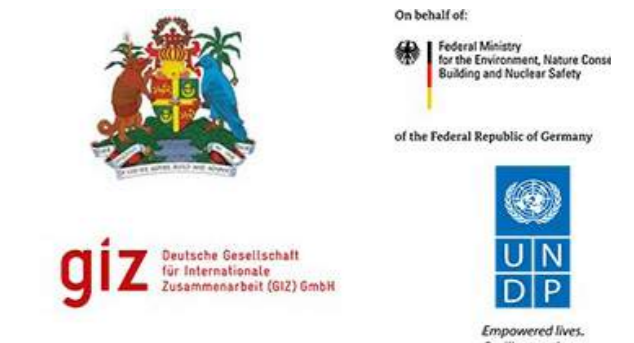 On behalf of:
Federal Ministry
for the Environment, Nature Conse
Building and Nuclear Safety
of the Federal Republic of Germany
giz
Deutsche Gesellschaft
für Internationale
Zusammenarbeit (GIZ) GmbH
U N
D P
Empowered lives.